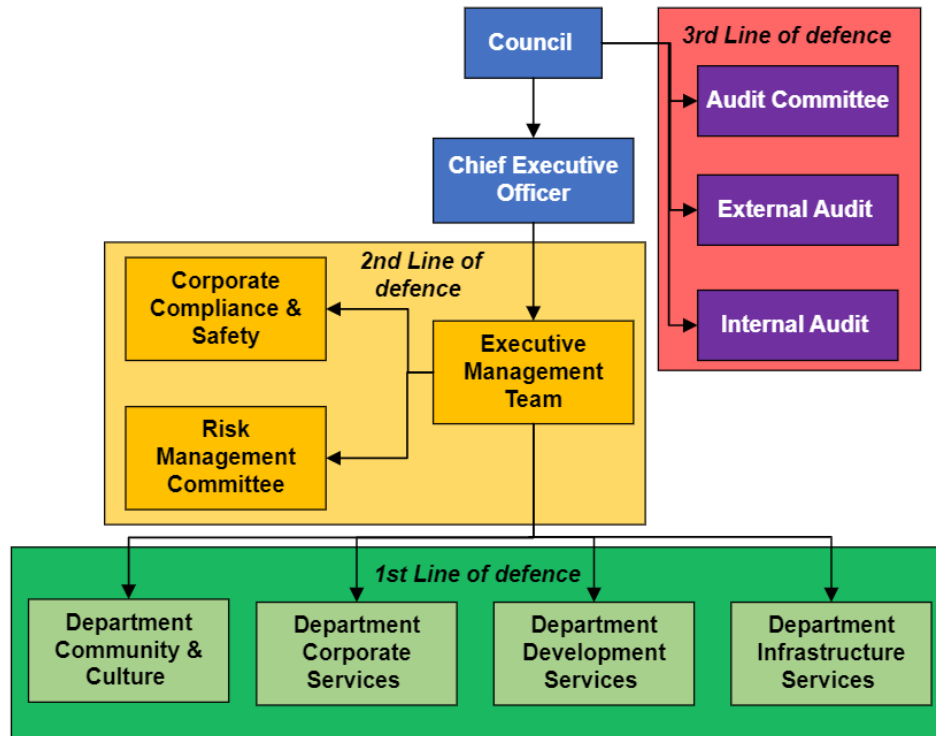 Council
3rd Line of defence
Audit Committee
Chief Executive
Officer
External Audit
2nd Line of
defence
Corporate
Compliance &
Safety
Internal Audit
Executive
Management
Team
Risk
Management
Committee
1st Line of defence
Department
Community &
Culture
Department
Corporate
Services
Department
Development
Services
Department
Infrastructure
Services